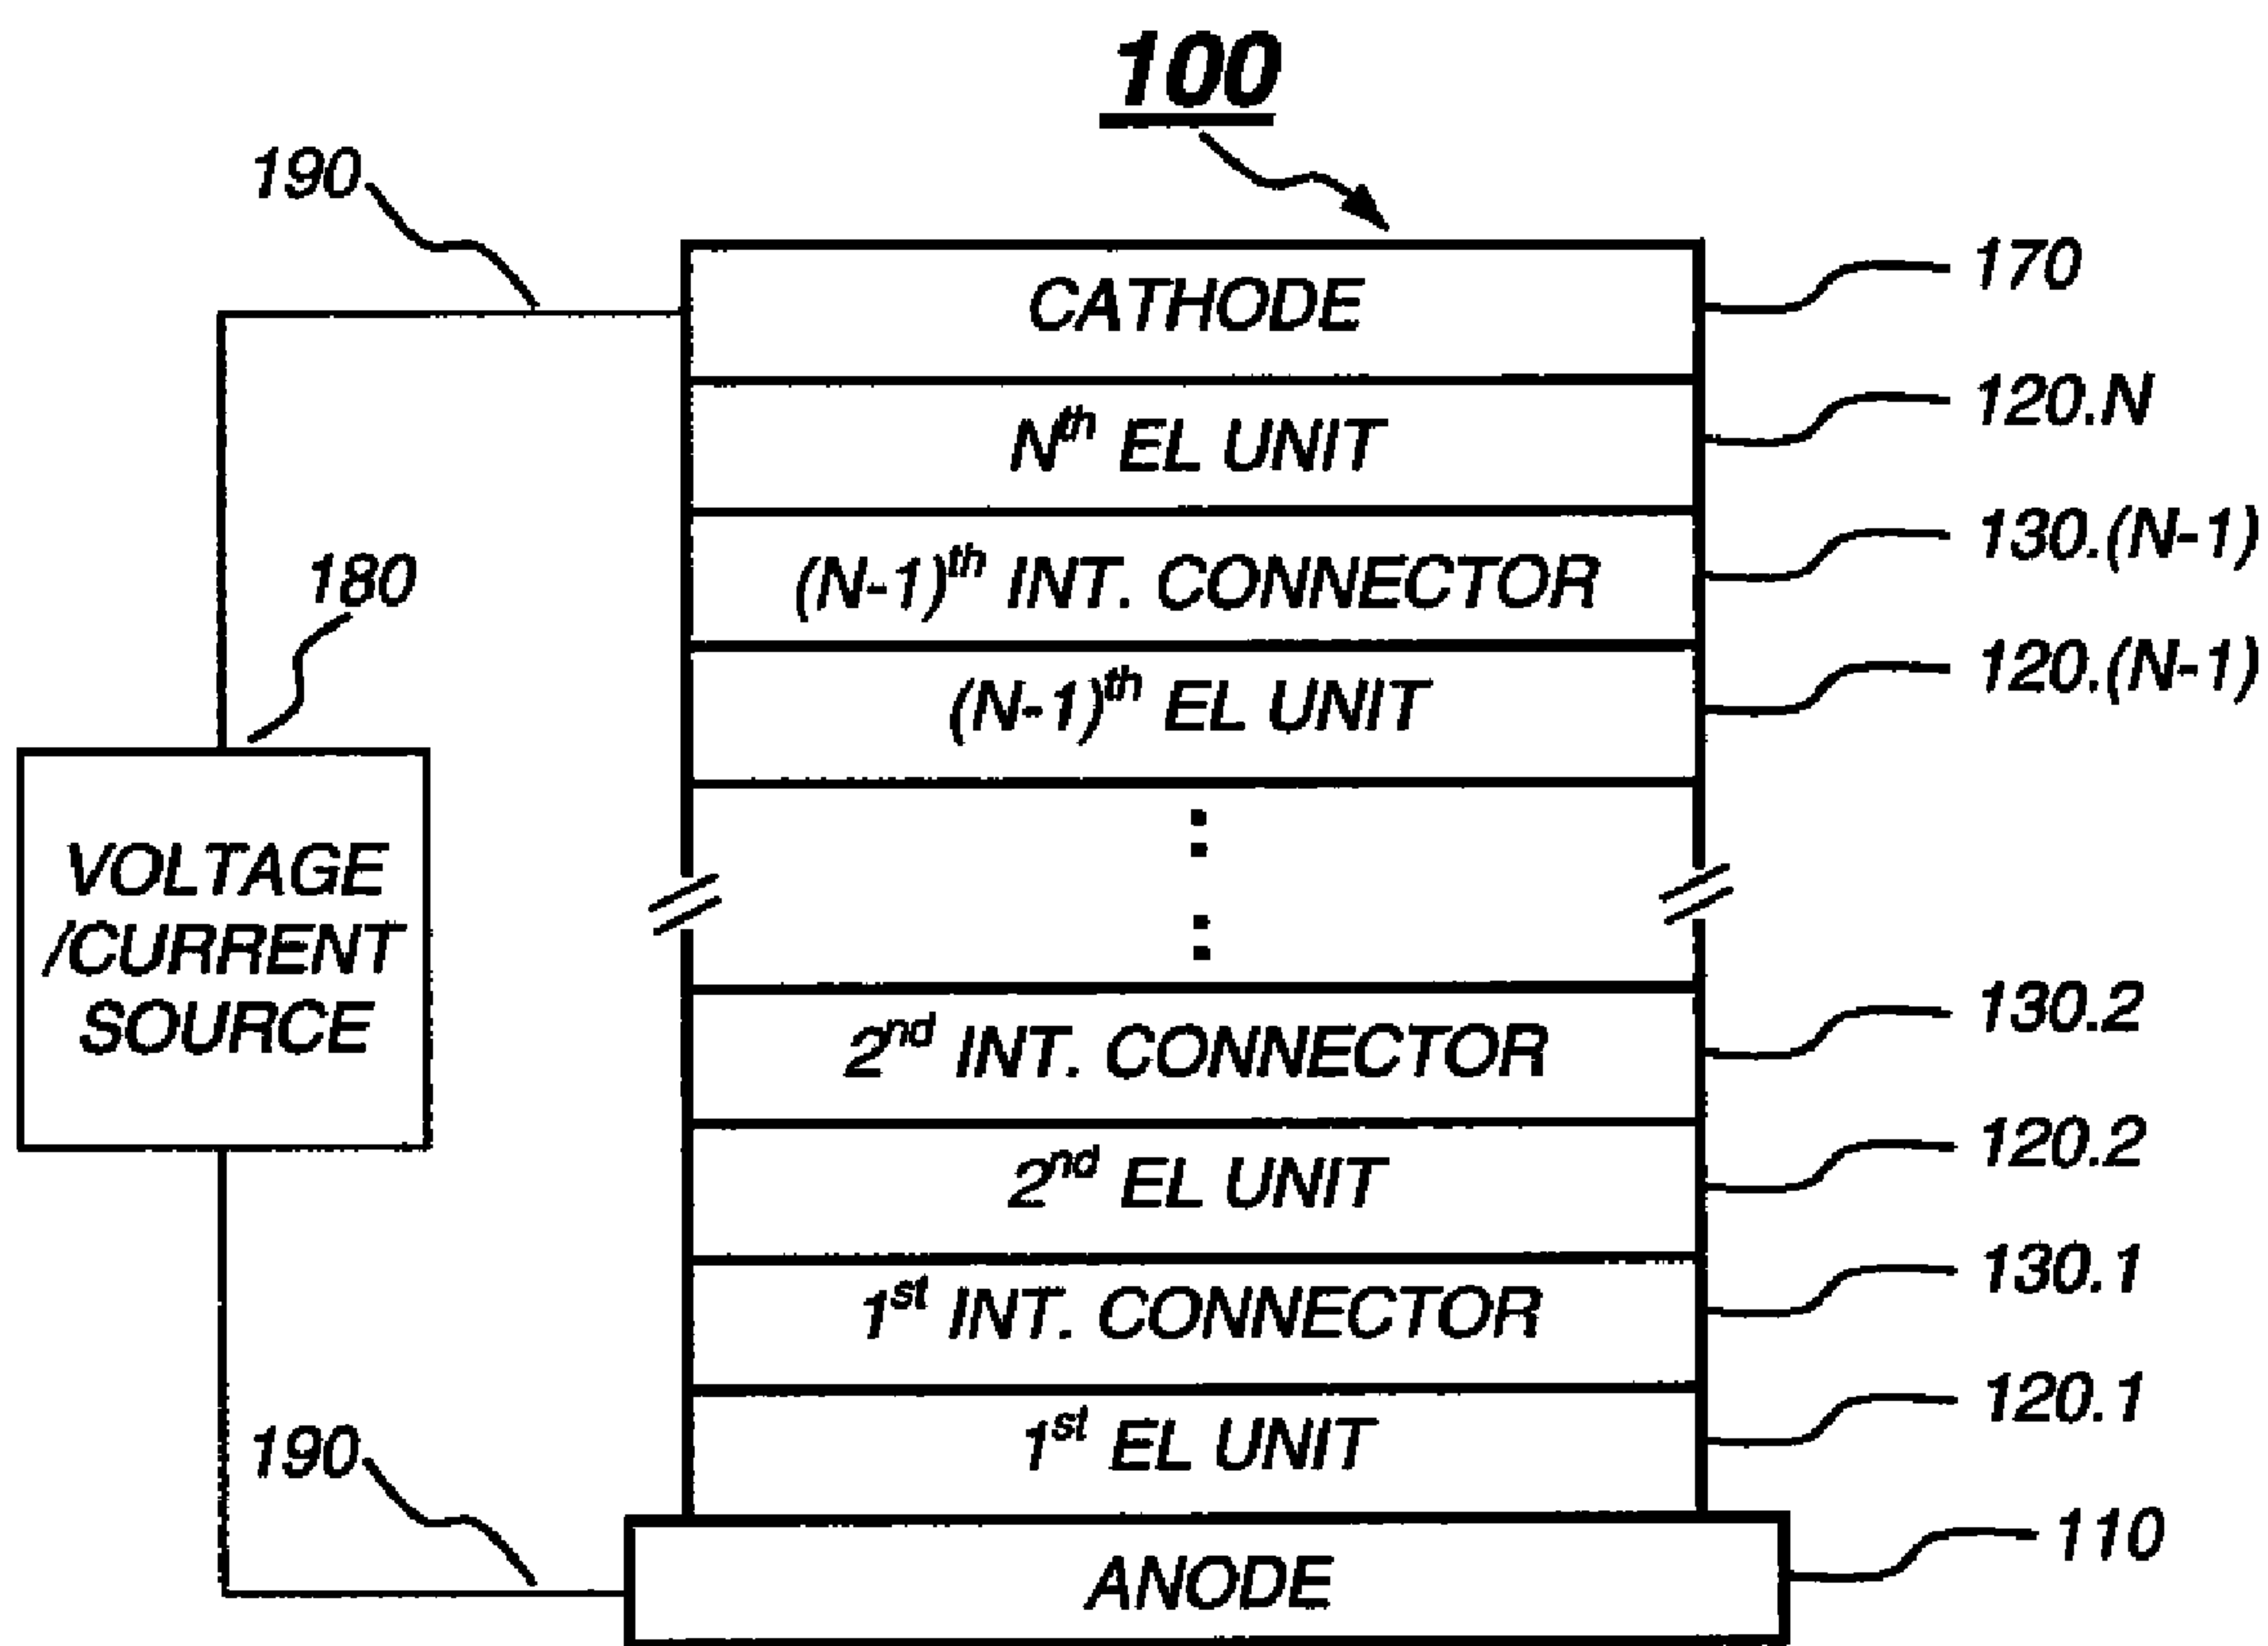 100
190
CATHODE
170
Nth EL UNIT
120.N
(N-1)th INT. CONNECTOR
130.(N-1)
180
(N-1)th EL UNIT
120.(N-1)
VOLTAGE
/CURRENT
SOURCE
2nd INT. CONNECTOR
130.2
2nd EL UNIT
120.2
1st INT. CONNECTOR
130.1
1st EL UNIT
120.1
190
ANODE
110